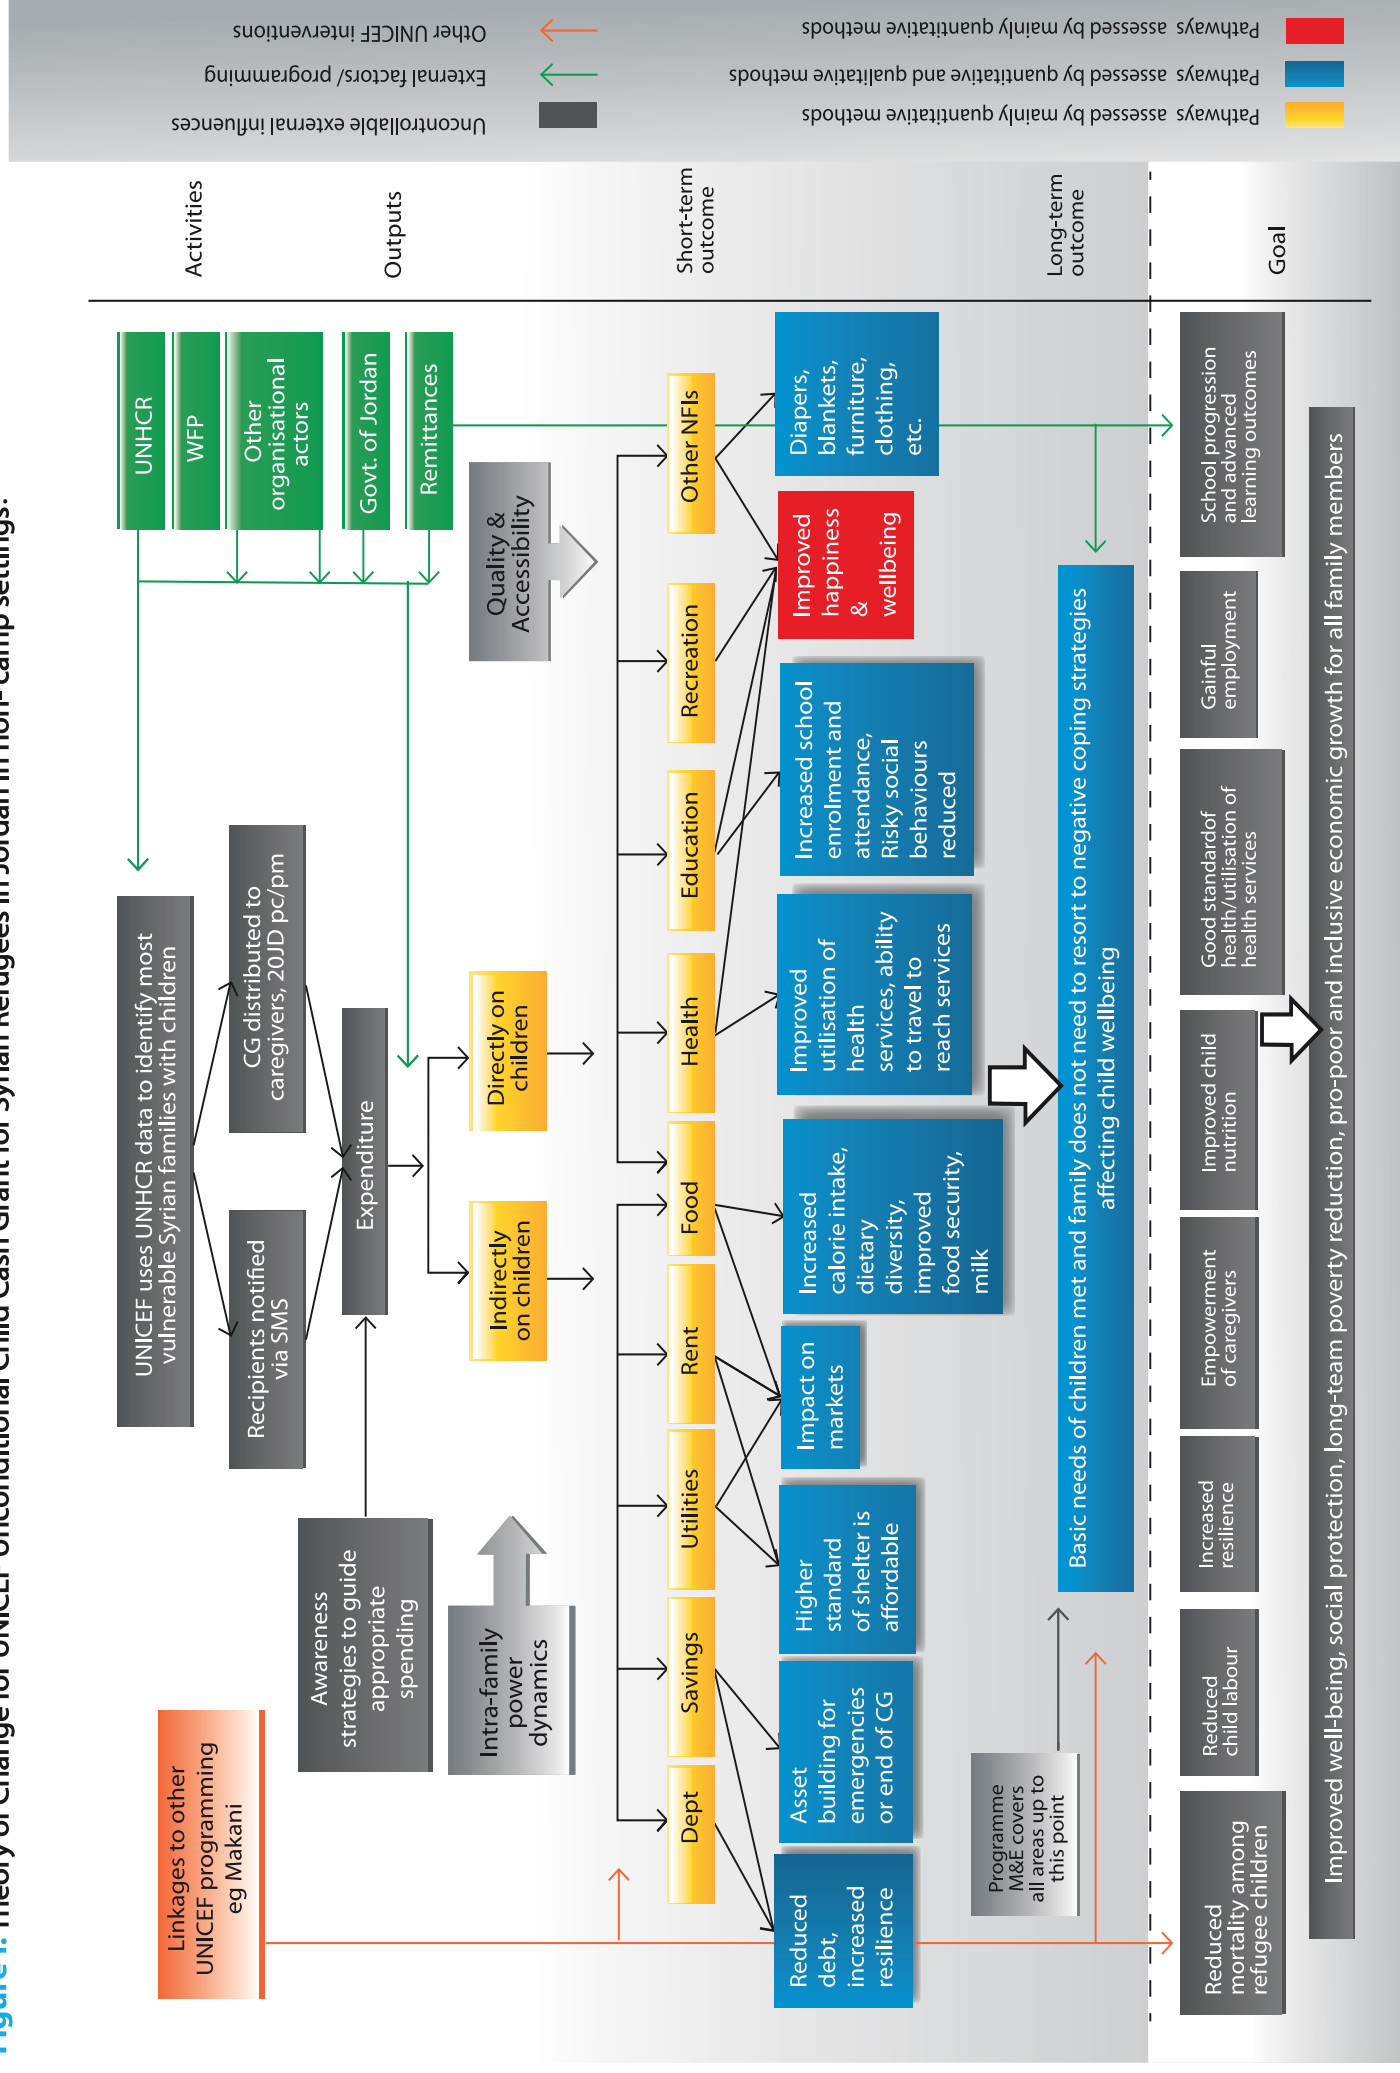 Figure 1: Theory of Change for UNICEF Unconditional Child Cash Grant for Syrian Refugees in Jordan in non- camp settings.
Linkages to other
UNICEF programming
eg Makani
UNICEF uses UNHCR data to identify most
vulnerable Syrian families with children
UNHCR
WFP
Other
organisational
actors
Govt. of Jordan
Remittances
Activities
Recipients notified
via SMS
CG distributed to
caregivers, 20JD pc/pm
Awareness
strategies to guide
appropriate
spending
Expenditure
Outputs
Intra-family
power
dynamics
Indirectly
on children
Directly on
children
Quality &
Accessibility
Dept
Savings
Utilities
Rent
Food
Health
Education
Recreation
Other NFIs
Short-term
outcome
Reduced
debt,
increased
resilience
Asset
building for
emergencies
or end of CG
Higher
standard
of shelter is
affordable
Impact on
markets
Increased
calorie intake,
dietary
diversity,
improved
food security,
milk
Improved
utilisation of
health
services, ability
to travel to
reach services
Increased school
enrolment and
attendance,
Risky social
behaviours
reduced
Improved
happiness
&
wellbeing
Diapers,
blankets,
furniture,
clothing,
etc.
Programme
M&E covers
all areas up to
this point
Basic needs of children met and family does not need to resort to negative coping strategies
affecting child wellbeing
Long-term
outcome
Reduced
mortality among
refugee children
Reduced
child labour
Increased
resilience
Empowerment
of caregivers
Improved child
nutrition
Good standardof
health/utilisation of
health services
Gainful
employment
School progression
and advanced
learning outcomes
Goal
Improved well-being, social protection, long-team poverty reduction, pro-poor and inclusive economic growth for all family members
Pathways assessed by mainly quantitative methods
Pathways assessed by quantitative and qualitative methods
Pathways assessed by mainly quantitative methods
Uncontrollable external influences
External factors/ programming
Other UNICEF interventions